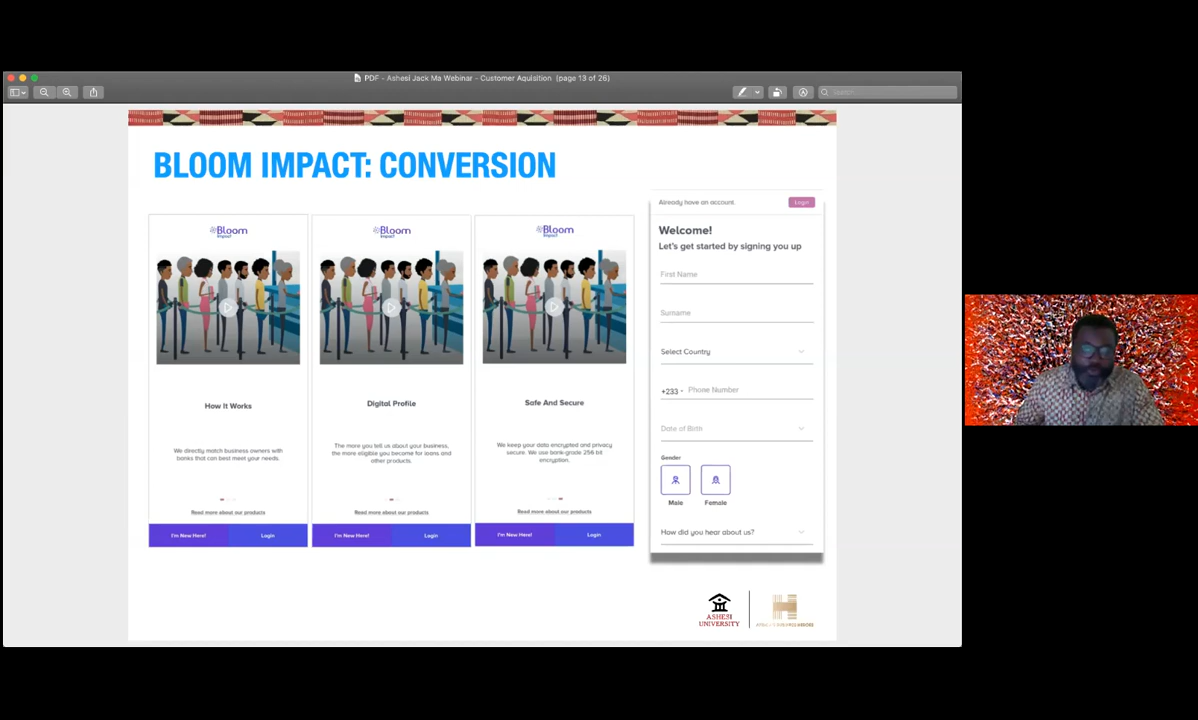 PDF - Ashesi Jack Ma Webinar - Customer Aquisition (page 13 of 26)
Search
BLOOM IMPACT: CONVERSION
Bloom
Impact
How It Works
We directly match business owners with
banks that can best meet your needs.
Read more about our products
I'm New Here!
Login
Bloom
Impact
Digital Profile
The more you tell us about your business,
the more eligible you become for loans and
other products.
Read more about our products
I'm New Here!
Login
Bloom
Impact
Safe And Secure
We keep your data encrypted and privacy
secure. We use bank-grade 256 bit
encryption.
Read more about our products
I'm New Here!
Login
Already have an account
Login
Welcome!
Let's get started by signing you up
First Name
Surname
Select Country
+233 - Phone Number
Date of Birth
Gender
Male
Female
How did you hear about us?
ASHESI
UNIVERSITY